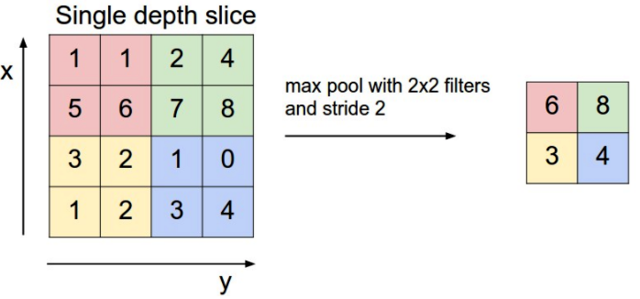 Single depth slice
x
1 1 2 4
5 6 7 8
3 2 1 0
1 2 3 4
y
max pool with 2x2 filters
and stride 2
6 8
3 4